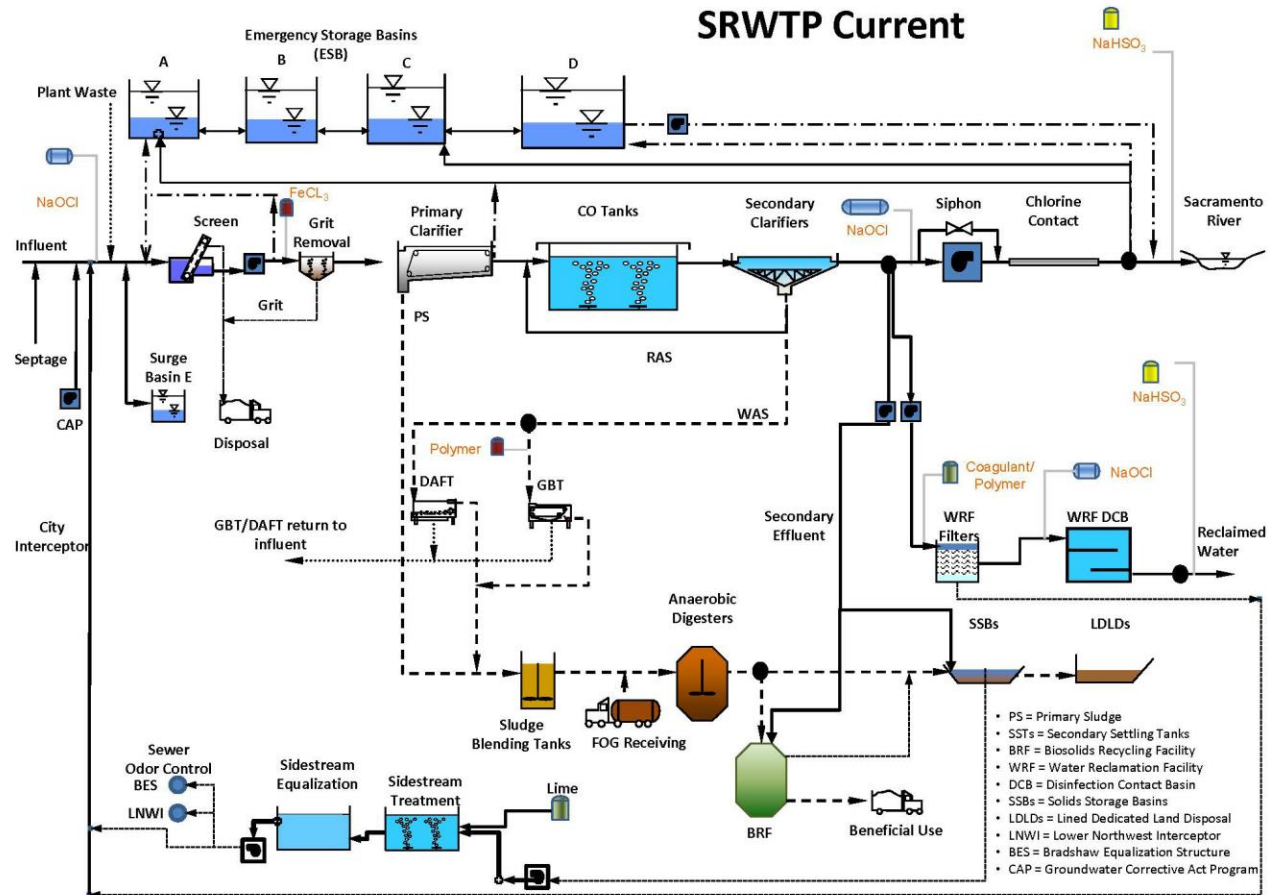 SRWTP Current
Emergency Storage Basins
(ESB)
A
B
C
D
NaHSO3
Plant Waste
NaOCl
FeCL3
Screen
Grit
Removal
Primary
Clarifier
CO Tanks
Secondary
Clarifiers
NaOCl
Siphon
Chlorine
Contact
Sacramento
River
Influent
Grit
PS
RAS
Septage
Surge
Basin E
CAP
Disposal
WAS
NaHSO3
Polymer
DAFT
GBT
Coagulant/
Polymer
NaOCl
GBT/DAFT return to
influent
City
Interceptor
Secondary
Effluent
WRF
Filters
WRF DCB
Reclaimed
Water
Anaerobic
Digesters
SSBs
LDLDs
Sludge
Blending Tanks
FOG Receiving
• PS = Primary Sludge
• SSTs = Secondary Settling Tanks
• BRF = Biosolids Recycling Facility
• WRF = Water Reclamation Facility
• DCB = Disinfection Contact Basin
• SSBs = Solids Storage Basins
• LDLDs = Lined Dedicated Land Disposal
• LNWI = Lower Northwest Interceptor
• BES = Bradshaw Equalization Structure
• CAP = Groundwater Corrective Act Program
Sewer
Odor Control
BES
LNWI
Sidestream
Equalization
Sidestream
Treatment
Lime
BRF
Beneficial Use